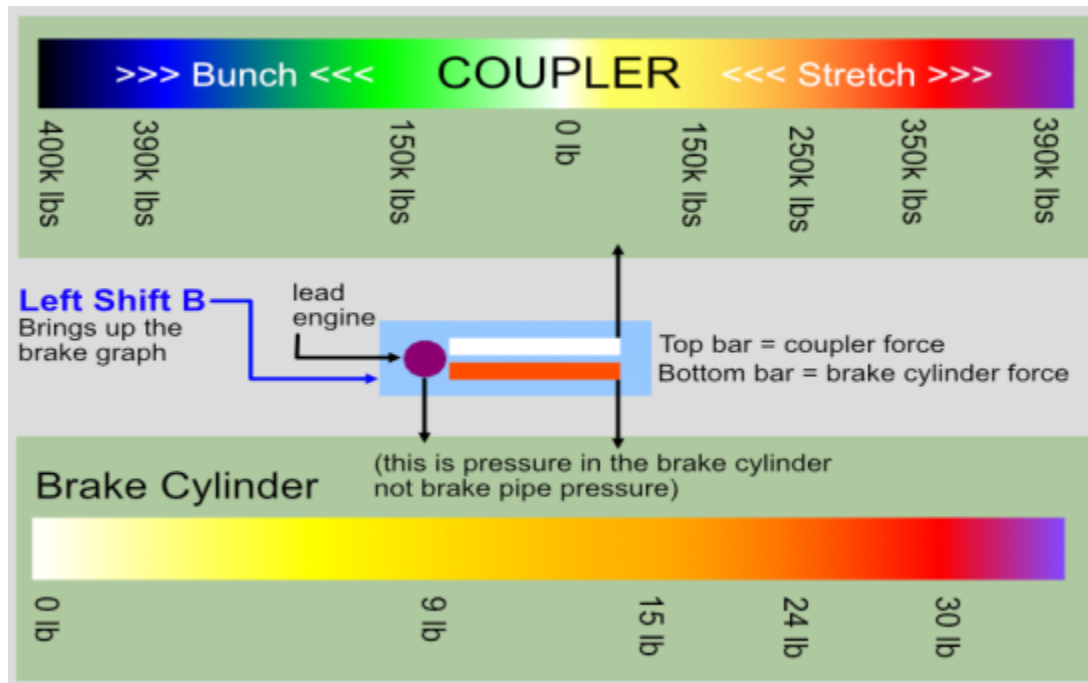 >>> Bunch <<< COUPLER <<< Stretch >>>
400k lbs
390k lbs
150k lbs
0 lb
150k lbs
250k lbs
350k lbs
390k lbs
Left Shift B
Brings up the
brake graph
lead
engine
Top bar = coupler force
Bottom bar = brake cylinder force
(this is pressure in the brake cylinder
not brake pipe pressure)
Brake Cylinder
0 lb
9 lb
15 lb
24 lb
30 lb